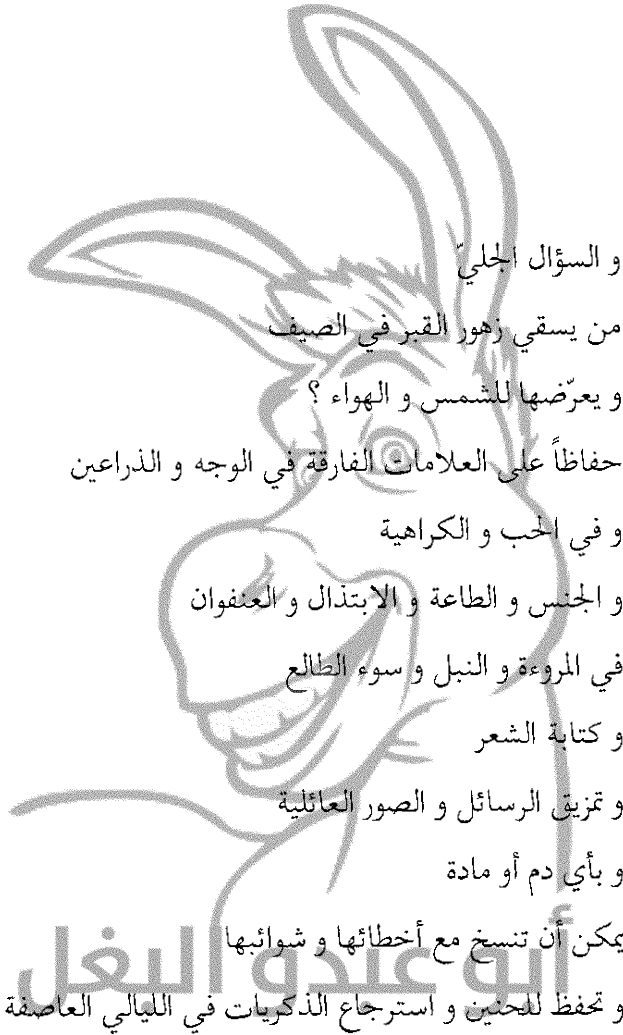 و السؤال الجليّ
من يسقي زهور القبر في الصيف
و يعرّضها للشمس و الهواء ؟
حفاظاً على العلامات الفارقة في الوجه و الذراعين
و في الحب و الكراهية
و الجنس و الطاعة و الابتذال و العنفوان
في المروءة و النبل و سوء الطالع
و كتابة الشعر
و تمزيق الرسائل و الصور العائلية
و بأي دم أو مادة
يمكن أن تنسخ مع أخطائها و شوائبها
أبو عبدو البغل
و تحفظ للحنين و استرجاع الذكريات في الليالي العاصفة